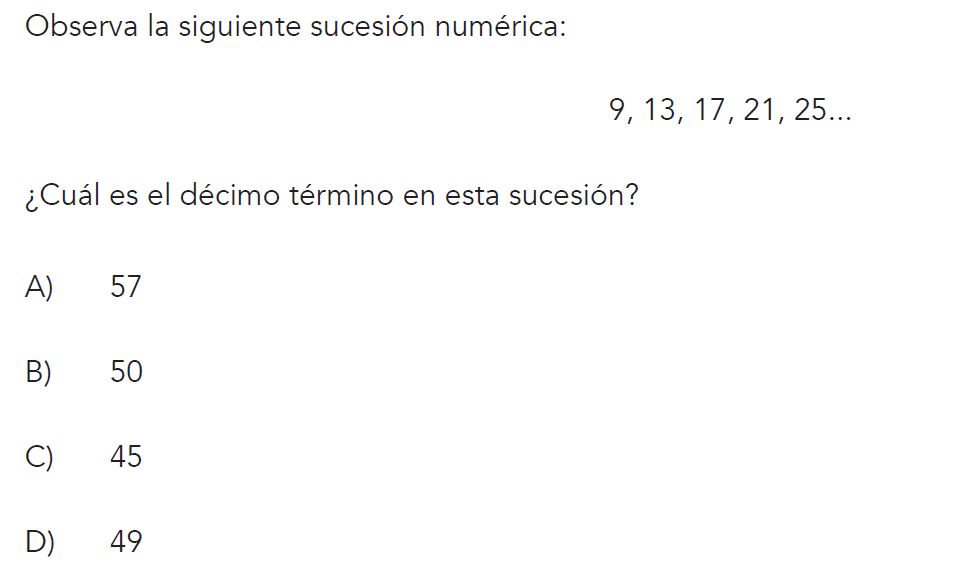 Observa la siguiente sucesión numérica:
9, 13, 17, 21, 25...
¿Cuál es el décimo término en esta sucesión?
A) 57
B) 50
C) 45
D) 49